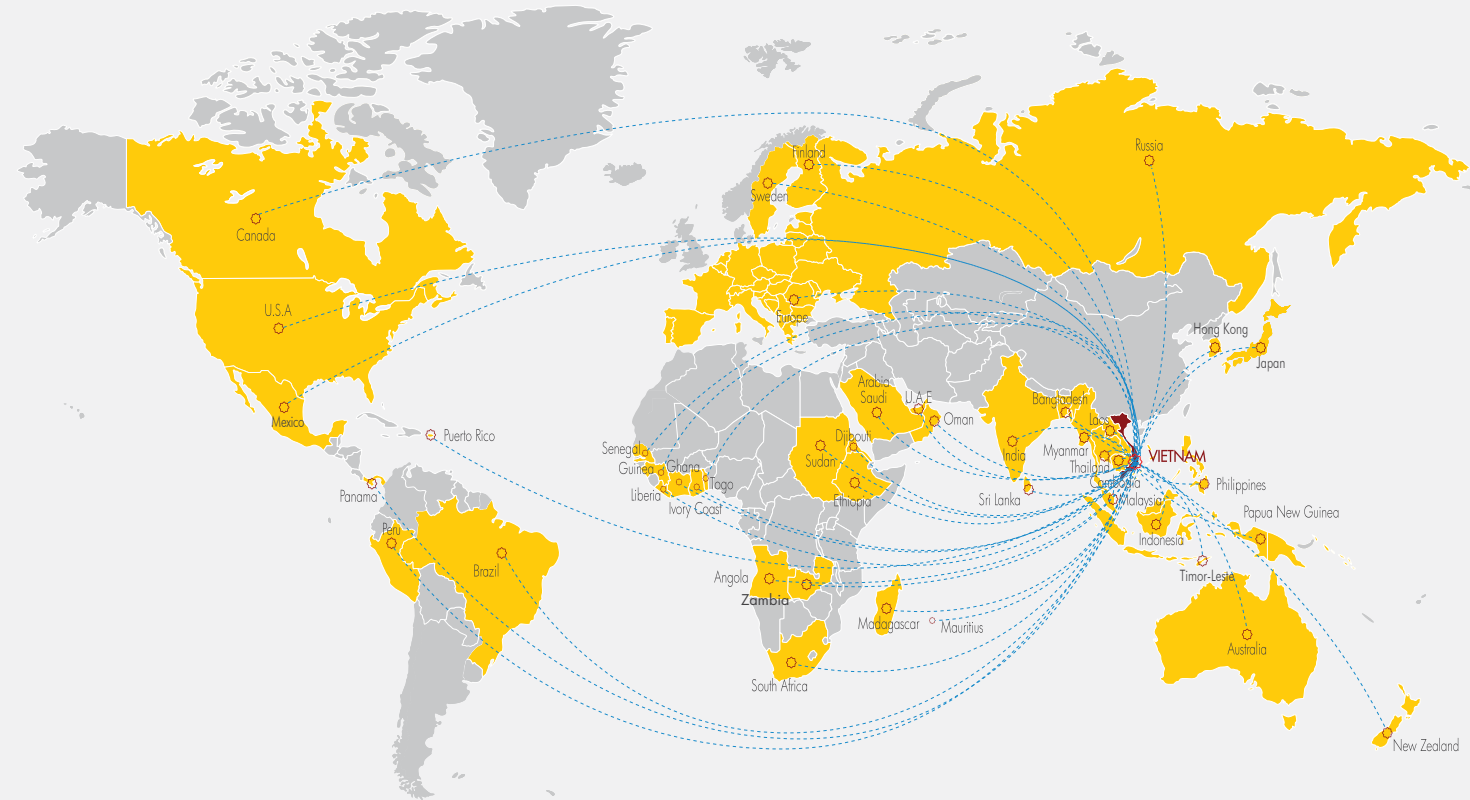 Russia
Finland
Sweden
Canada
U.S.A
Europe
Hong Kong
Japan
Mexico
Arabia
Saudi
U.A.E
Oman
Bangladesh
Laos
Puerto Rico
Djibouti
Sudan
India
Myanmar
VIETNAM
Thailand
Senegal
Guinea
Ghana
Togo
Liberia
Ivory Coast
Ethiopia
Panama
Sri Lanka
Cambodia
Malaysia
Philippines
Papua New Guinea
Peru
Indonesia
Brazil
Angola
Timor-Leste
Zambia
Madagascar
Mauritius
Australia
South Africa
New Zealand